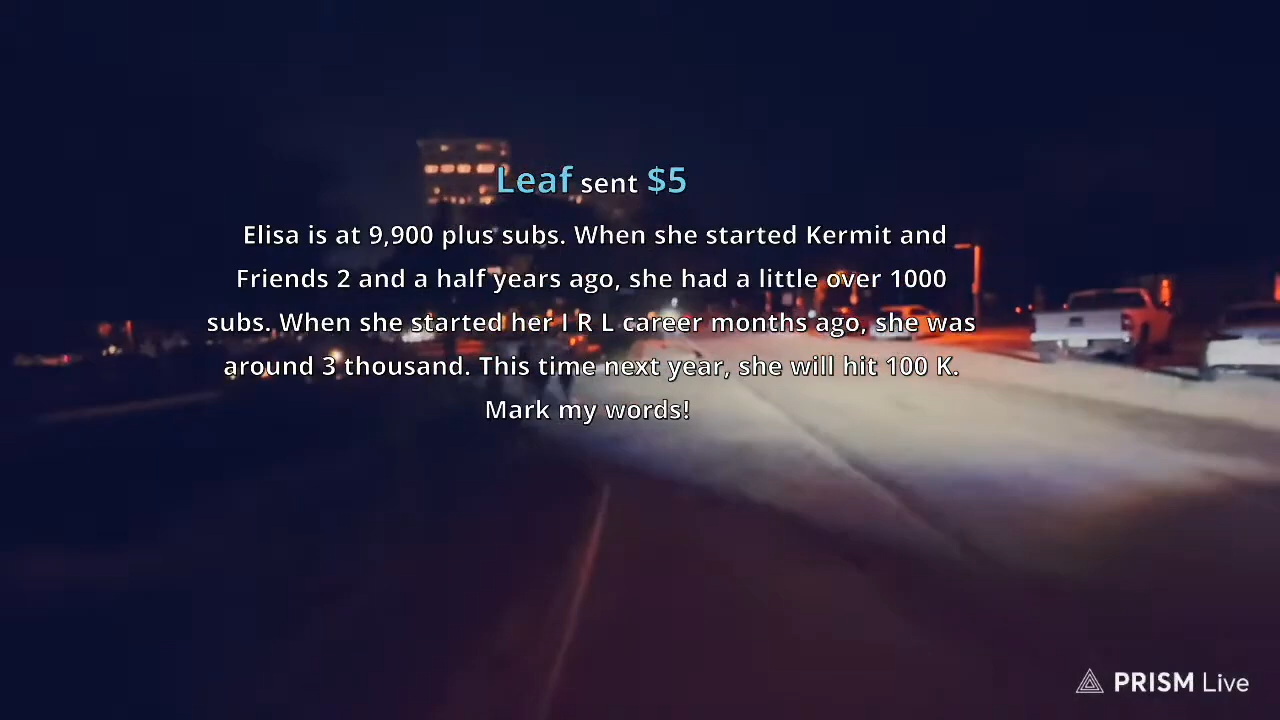 Leaf sent $5
Elisa is at 9,900 plus subs. When she started Kermit and
Friends 2 and a half years ago, she had a little over 1000
subs. When she started her I R L career months ago, she was
around 3 thousand. This time next year, she will hit 100 K.
Mark my words!
PRISM Live